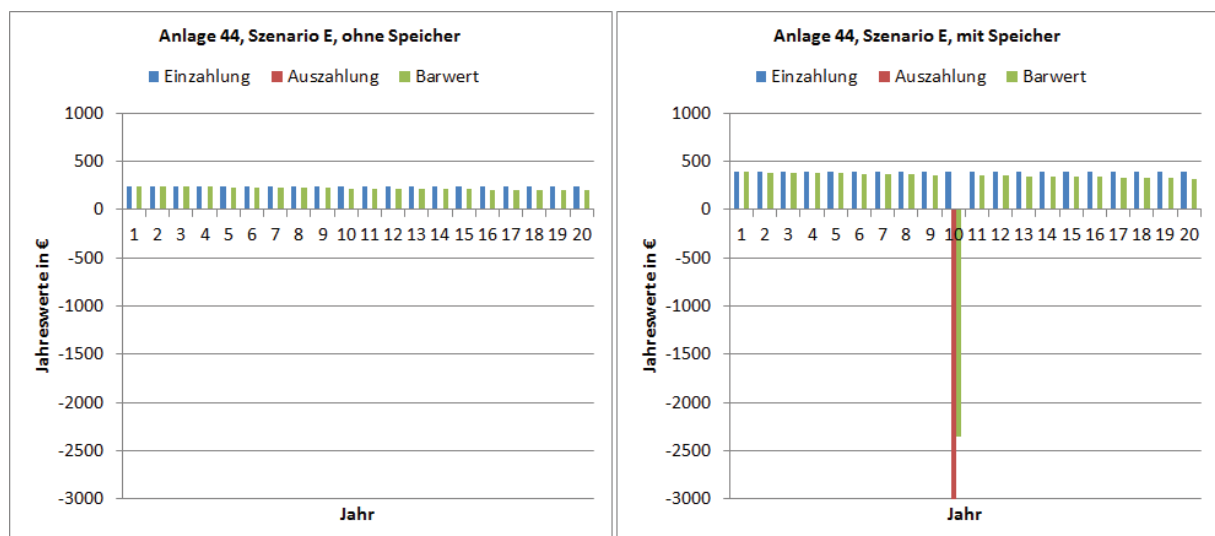 Anlage 44, Szenario E, ohne Speicher
Einzahlung Auszahlung Barwert
Jahreswerte in €
1000
500
0
-500
-1000
-1500
-2000
-2500
-3000
1 2 3 4 5 6 7 8 9 10 11 12 13 14 15 16 17 18 19 20
Jahr
Anlage 44, Szenario E, mit Speicher
Einzahlung Auszahlung Barwert
Jahreswerte in €
1000
500
0
-500
-1000
-1500
-2000
-2500
-3000
1 2 3 4 5 6 7 8 9 10 11 12 13 14 15 16 17 18 19 20
Jahr